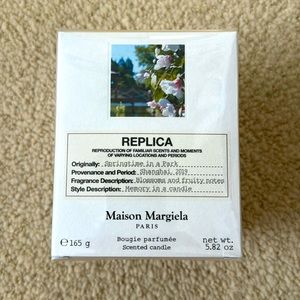 REPLICA
REPRODUCTION OF FAMILIAR SCENTS AND MOMENTS
OF VARYING LOCATIONS AND PERIODS
Originally: Springtime in a Park
Provenance and Period: Shanghai, 2019
Fragrance Description: Blossoms and fruity notes
Style Description: Memory in a candle
Maison Margiela
PARIS
Bougie parfumée
Scented candle
℮ 165 g
net wt.
5.82 oz